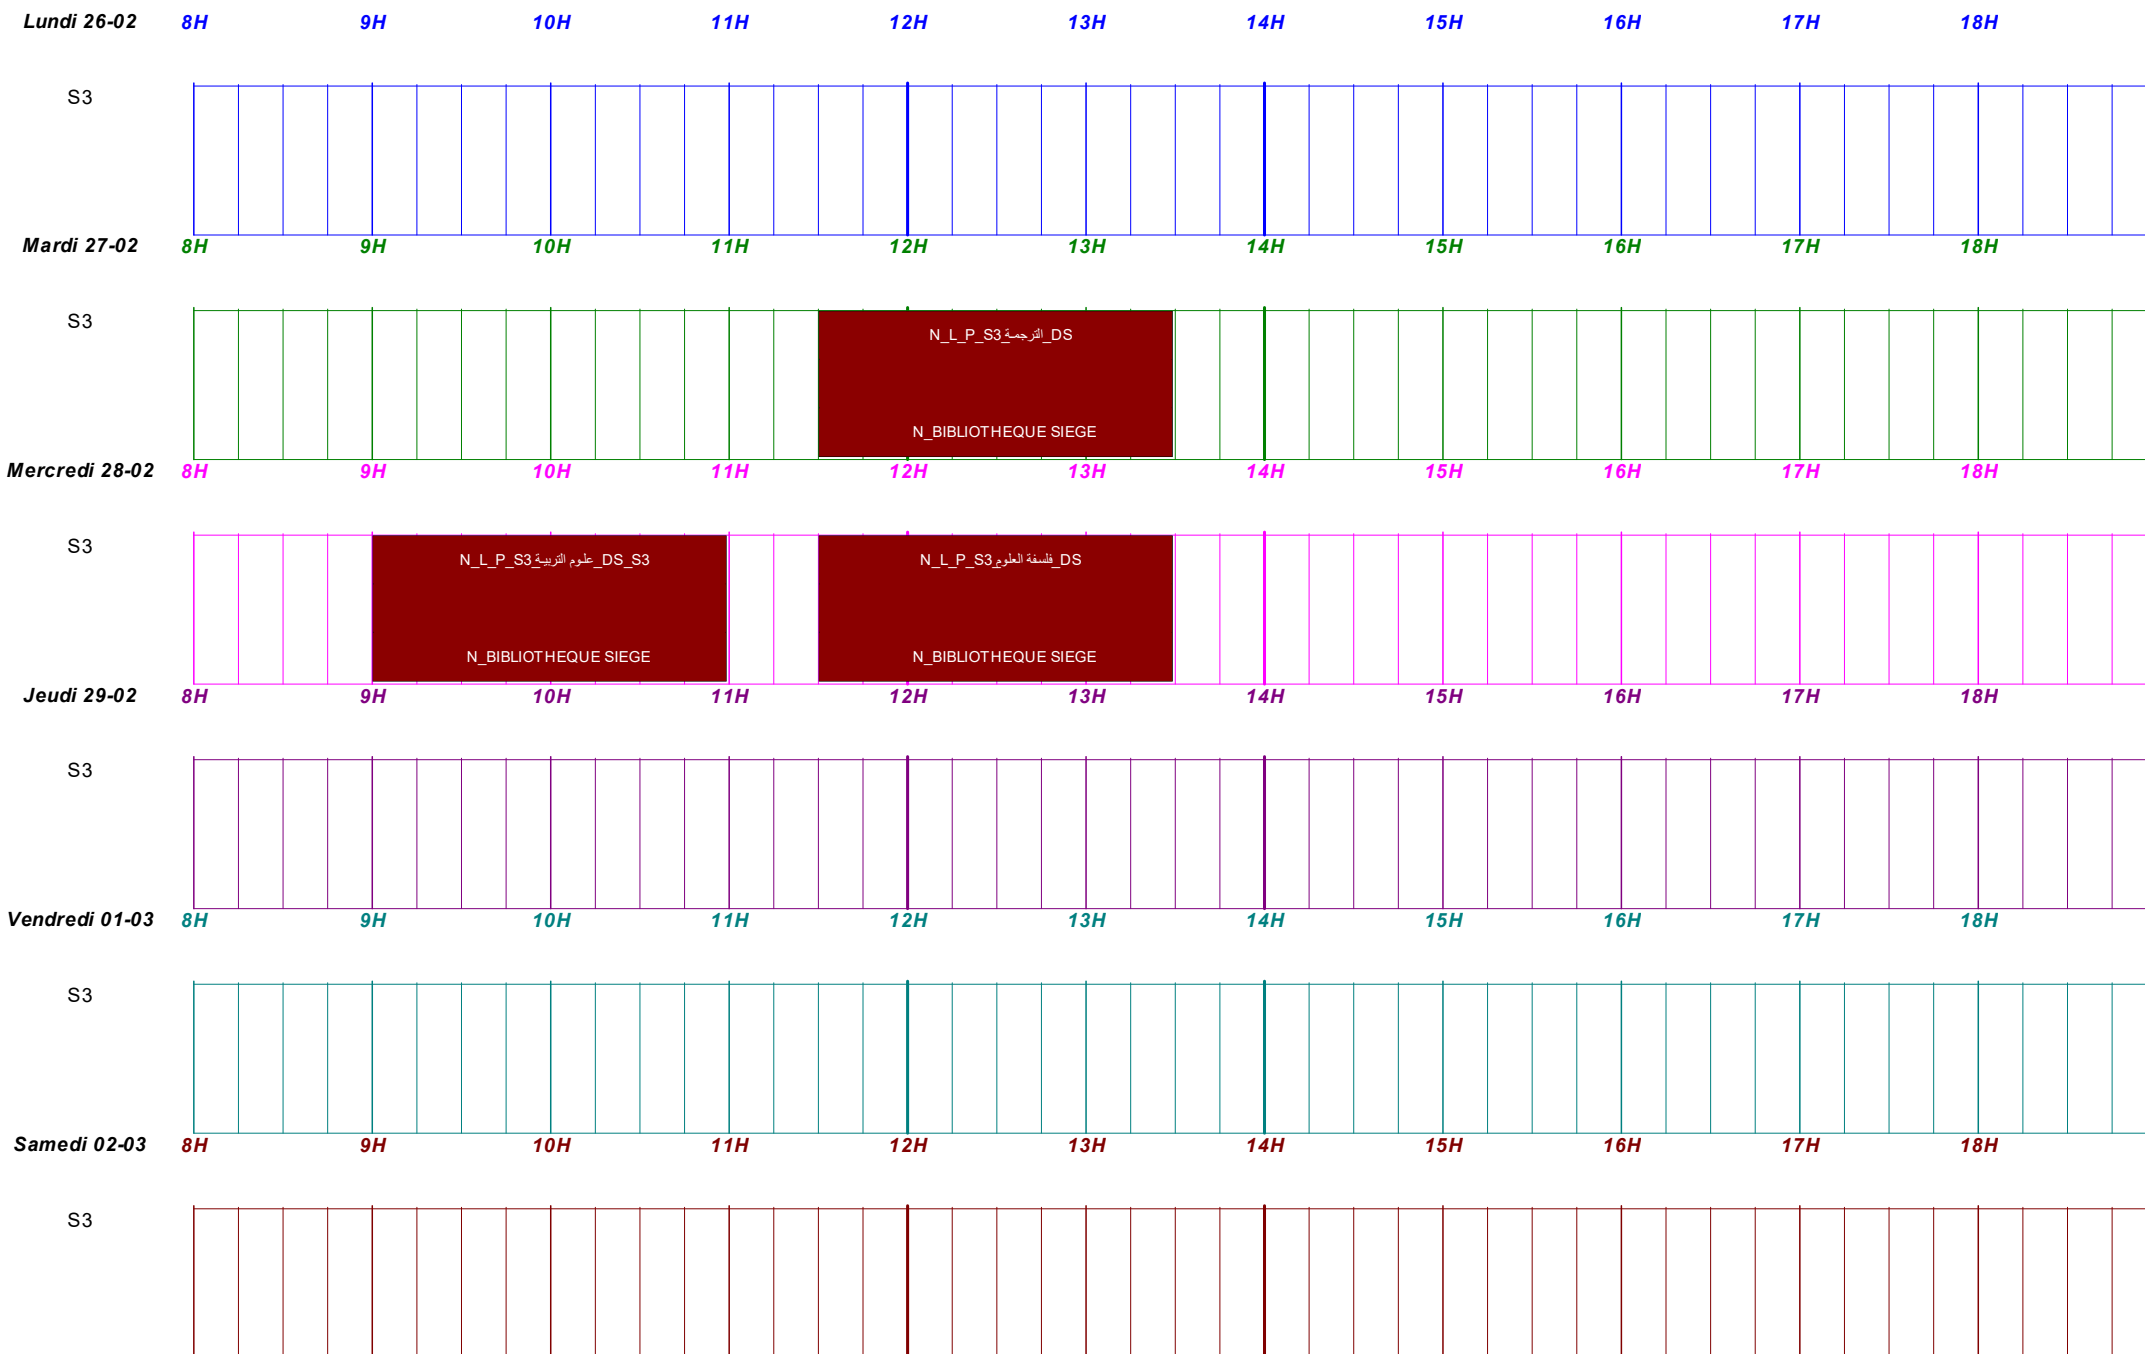 Lundi 26-02 8H 9H 10H 11H 12H 13H 14H 15H 16H 17H 18H
S3
Mardi 27-02 8H 9H 10H 11H 12H 13H 14H 15H 16H 17H 18H
S3
N_L_P_S3_الترجمة_DS
N_BIBLIOTHEQUE SIEGE
Mercredi 28-02 8H 9H 10H 11H 12H 13H 14H 15H 16H 17H 18H
S3
N_L_P_S3_علوم التربية_DS_S3
N_BIBLIOTHEQUE SIEGE
N_L_P_S3_فلسفة العلوم_DS
N_BIBLIOTHEQUE SIEGE
Jeudi 29-02 8H 9H 10H 11H 12H 13H 14H 15H 16H 17H 18H
S3
Vendredi 01-03 8H 9H 10H 11H 12H 13H 14H 15H 16H 17H 18H
S3
Samedi 02-03 8H 9H 10H 11H 12H 13H 14H 15H 16H 17H 18H
S3